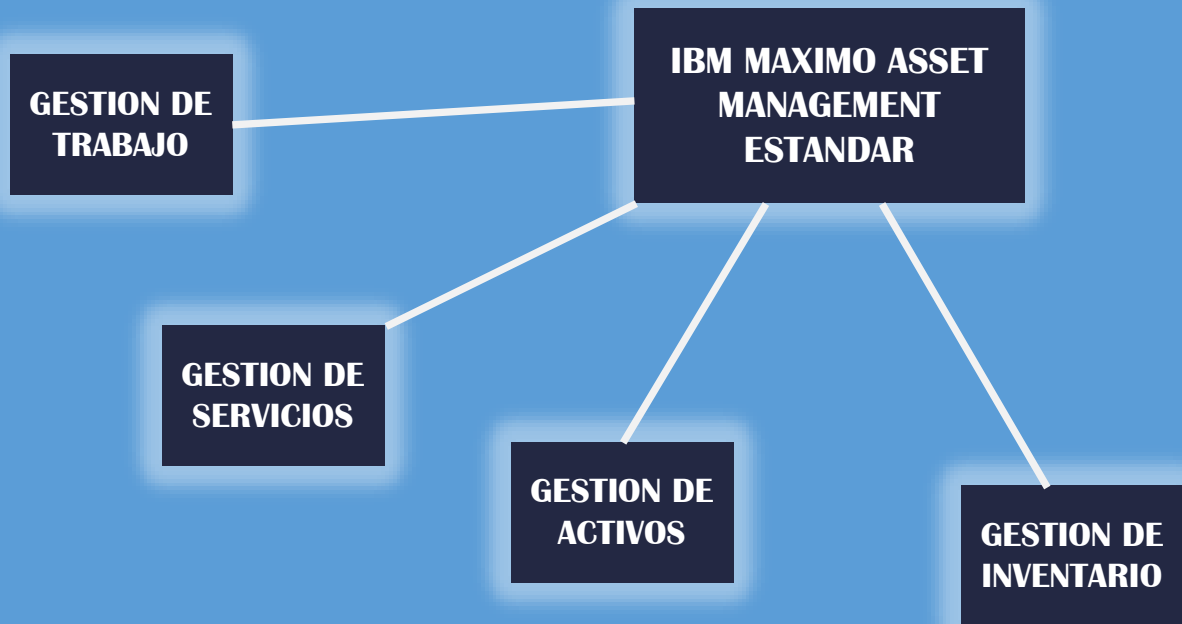 IBM MAXIMO ASSET
MANAGEMENT
ESTANDAR
GESTION DE
TRABAJO
GESTION DE
SERVICIOS
GESTION DE
ACTIVOS
GESTION DE
INVENTARIO